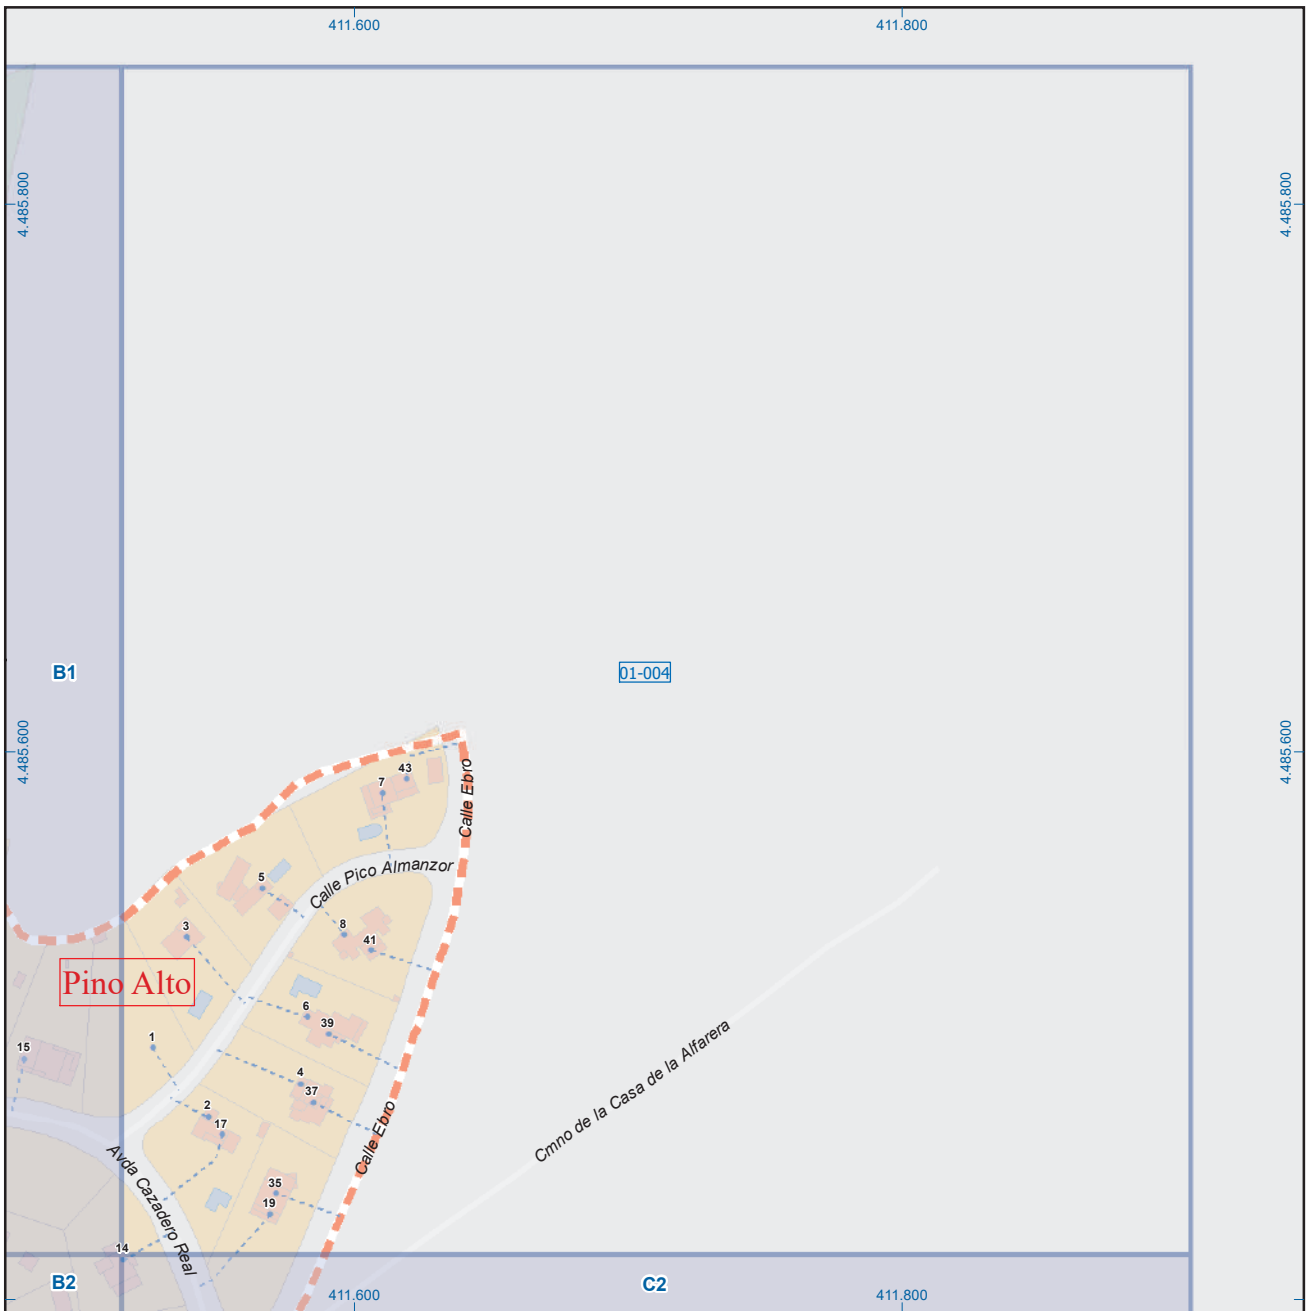 411.600
411.800
4.485.800
4.485.800
B1
01-004
4.485.600
4.485.600
43
7
Calle Ebro
Calle Pico Almanzor
5
8
3
41
Pino Alto
6
39
15
1
4
37
2
17
Calle Ebro
Cmno de la Casa de la Alfarera
Avda Cazadero Real
35
19
14
B2
C2
411.600
411.800